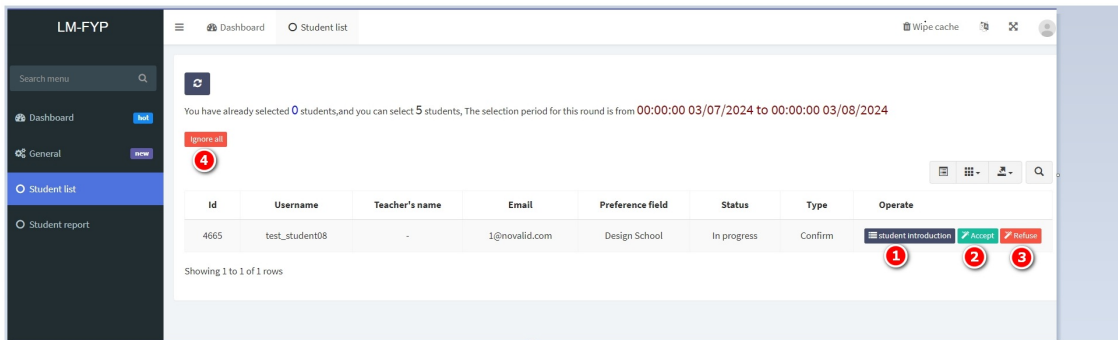 LM-FYP
Dashboard
Student list
Wipe cache
Search menu
Dashboard
hot
General
new
Student list
Student report
You have already selected 0 students,and you can select 5 students, The selection period for this round is from 00:00:00 03/07/2024 to 00:00:00 03/08/2024
Ignore all
4
Id Username Teacher's name Email Preference field Status Type Operate
4665 test_student08 - 1@novalid.com Design School In progress Confirm student introduction Accept Refuse
1 2 3
Showing 1 to 1 of 1 rows